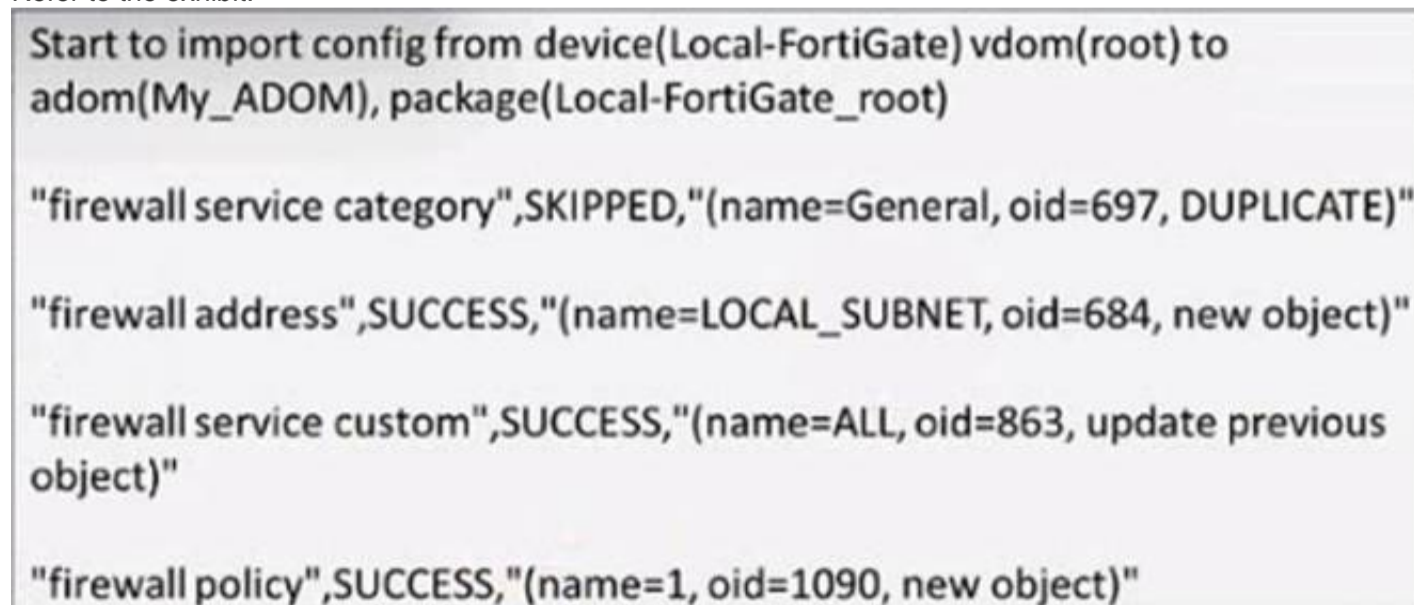 Refer to the exhibit.
Start to import config from device(Local-FortiGate) vdom(root) to
adom(My_ADOM), package(Local-FortiGate_root)
"firewall service category",SKIPPED,"(name=General, oid=697, DUPLICATE)"
"firewall address",SUCCESS,"(name=LOCAL_SUBNET, oid=684, new object)"
"firewall service custom",SUCCESS,"(name=ALL, oid=863, update previous
object)"
"firewall policy",SUCCESS,"(name=1, oid=1090, new object)"